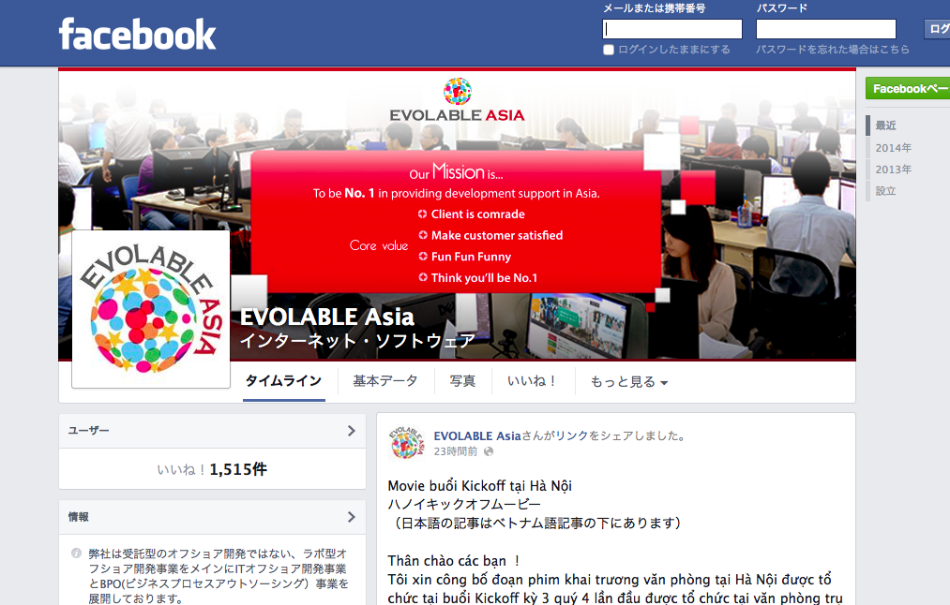 facebook
メールまたは携帯番号
パスワード
ログ
ログインしたままにする
パスワードを忘れた場合はこちら
EVOLABLE ASIA
Our Mission is...
To be No. 1 in providing development support in Asia.
Core value
Client is comrade
Make customer satisfied
Fun Fun Funny
Think you'll be No.1
Facebookペー
最近
2014年
2013年
設立
EVOLABLE ASIA
EVOLABLE Asia
インターネット・ソフトウェア
タイムライン
基本データ
写真
いいね！
もっと見る
ユーザー
いいね！1,515件
情報
弊社は受託型のオフショア開発ではない、ラボ型オ
フショア開発事業をメインにITオフショア開発事業
とBPO(ビジネスプロセスアウトソーシング）事業を
展開しております。
EVOLABLE ASIA
EVOLABLE Asiaさんがリンクをシェアしました。
23時間前
Movie buổi Kickoff tại Hà Nội
ハノイキックオフムービー
（日本語の記事はベトナム語記事の下にあります）
Thân chào các bạn ！
Tôi xin công bố đoạn phim khai trương văn phòng tại Hà Nội được tổ
chức tại buổi Kickoff kỳ 3 quý 4 lần đầu được tổ chức tại văn phòng trụ